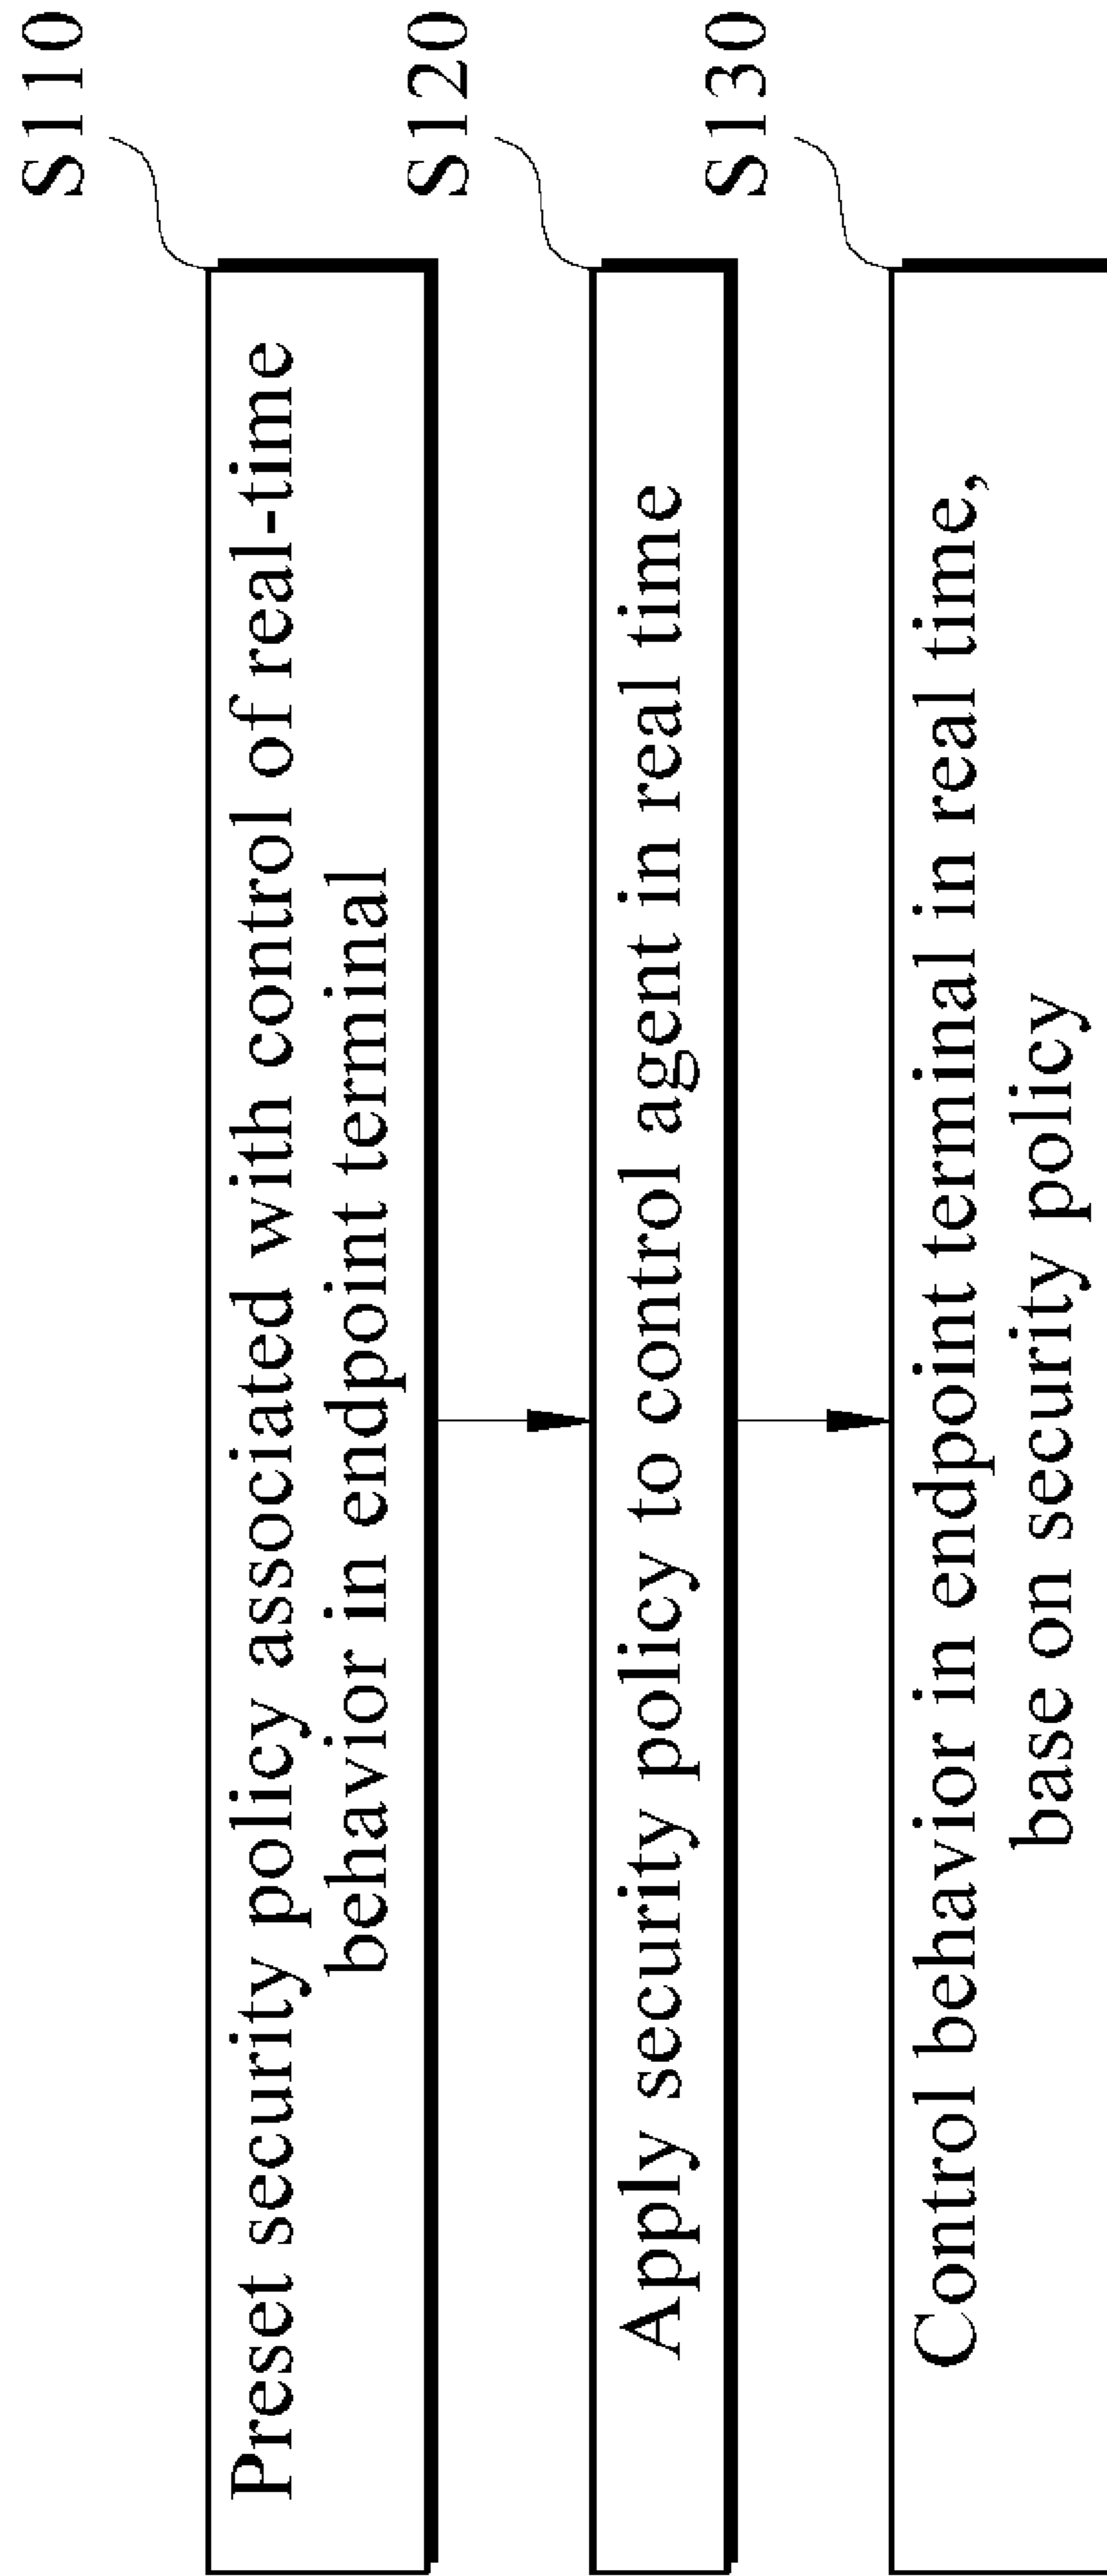 S110
Preset security policy associated with control of real-time
behavior in endpoint terminal
S120
Apply security policy to control agent in real time
S130
Control behavior in endpoint terminal in real time,
base on security policy